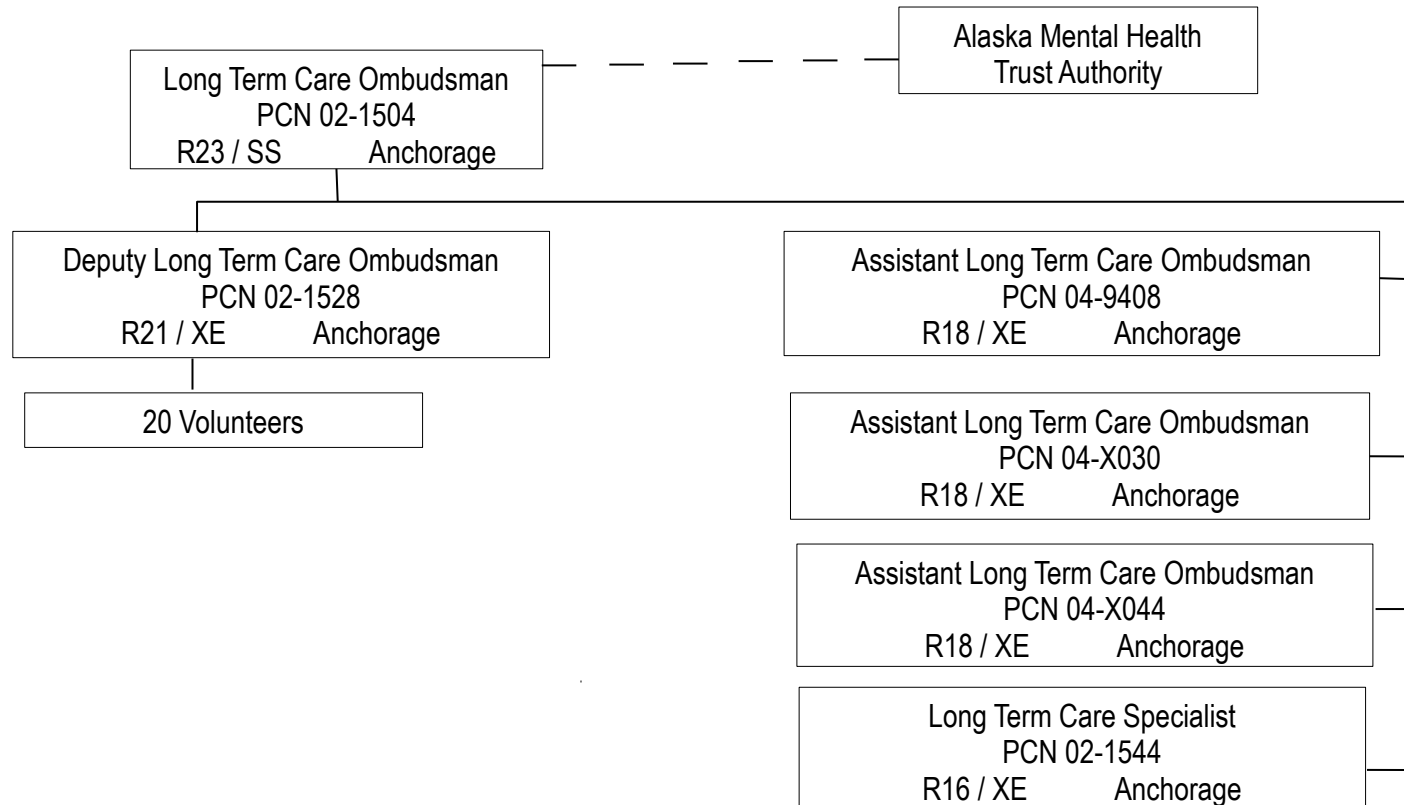 Alaska Mental Health
Trust Authority
Long Term Care Ombudsman
PCN 02-1504
R23 / SS Anchorage
Deputy Long Term Care Ombudsman
PCN 02-1528
R21 / XE Anchorage
20 Volunteers
Assistant Long Term Care Ombudsman
PCN 04-9408
R18 / XE Anchorage
Assistant Long Term Care Ombudsman
PCN 04-X030
R18 / XE Anchorage
Assistant Long Term Care Ombudsman
PCN 04-X044
R18 / XE Anchorage
Long Term Care Specialist
PCN 02-1544
R16 / XE Anchorage